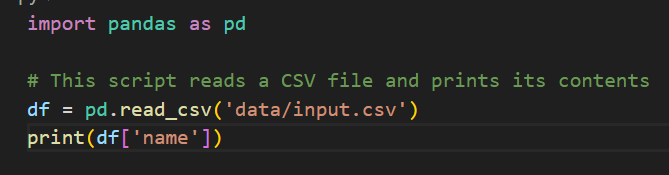 import pandas as pd
# This script reads a CSV file and prints its contents
df = pd.read_csv('data/input.csv')
print(df['name'])